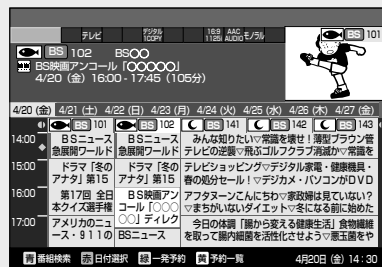 テレビ デジタル 1COPY 16:9 1125i AAC AUDIO モノラル
BS 101
BS 102 BS○○
BS映画アンコール「○○○○○」
4/20 (金) 16:00 - 17:45 (105分)
4/20 (金) 4/21 (土) 4/22 (日) 4/23 (月) 4/24 (火) 4/25 (水) 4/26 (木) 4/27 (金)
BS 101 BS 102 BS 141 BS 142 BS 143
14:00 BSニュース BSニュース みんな知りたい▽常識を壊せ！薄型ブラウン管
急展開ワールド 急展開ワールド テレビの逆襲▽飛ぶゴルフクラブ消滅か▽常識を
15:00 ドラマ「冬の ドラマ「冬の テレビショッピング▽デジタル家電・健康機具・
アナタ」第15 アナタ」第15 春の処分セール！▽デジカメ・パソコンがDVD
16:00 第17回 全日 BS映画アン アフタヌーンこんにちわ▽家政婦は見ていない？
本クイズ選手権 コール「○○○ ▽まちがいないダイエット▽冬になる前に始めた
○○」ディレク
17:00 アメリカのニュ BSニュース 今日の体調「腸から変える健康生活」食物繊維
ース・911の を取って腸内細菌を活性化させよう▽悪玉菌をや
青 番組検索 赤 日付選択 緑 一発予約 黄 予約一覧 4月20日 (金) 14:30